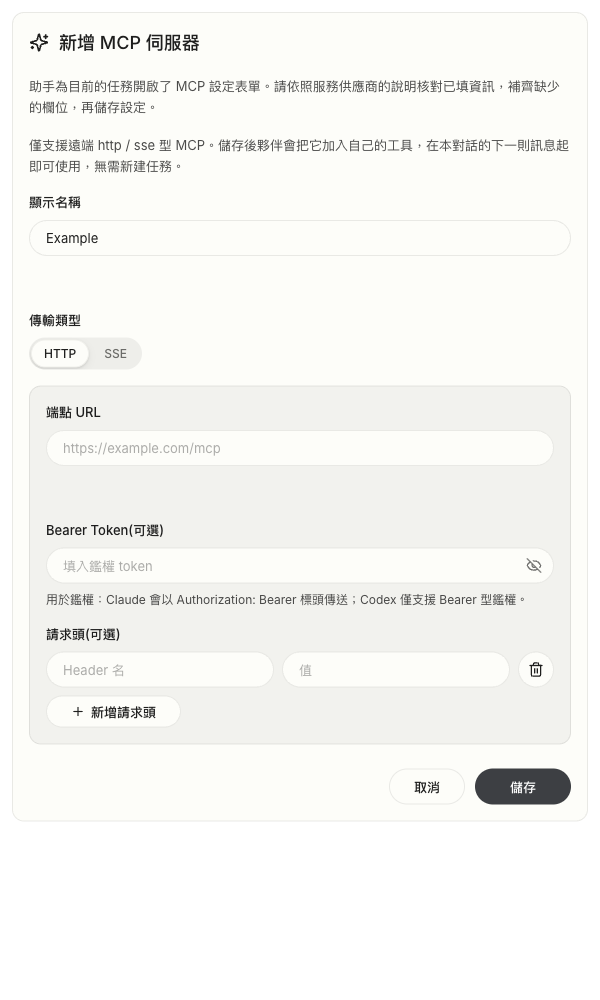 新增 MCP 伺服器
助手為目前的任務開啟了 MCP 設定表單。請依照服務供應商的說明核對已填資訊，補齊缺少
的欄位，再儲存設定。
僅支援遠端 http / sse 型 MCP。儲存後夥伴會把它加入自己的工具，在本對話的下一則訊息起
即可使用，無需新建任務。
顯示名稱
Example
傳輸類型
HTTP SSE
端點 URL
https://example.com/mcp
Bearer Token(可選)
填入鑑權 token
用於鑑權：Claude 會以 Authorization: Bearer 標頭傳送；Codex 僅支援 Bearer 型鑑權。
請求頭(可選)
Header 名 值
新增請求頭
取消 儲存